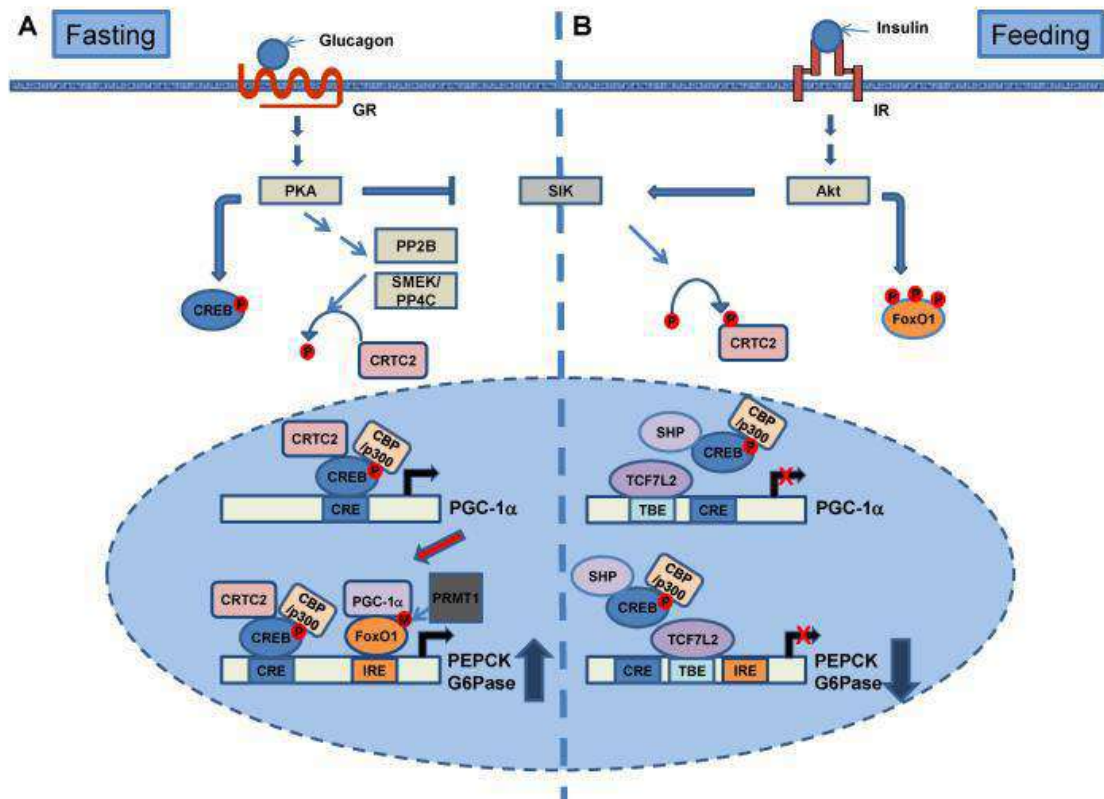 A
Fasting
Glucagon
GR
PKA
PP2B
SMEK/
PP4C
CREB
P
P
CRTC2
CRTC2
CBP
/p300
CREB
P
CRE
PGC-1α
CRTC2
CBP
/p300
CREB
P
CRE
PGC-1α
PRMT1
FoxO1
IRE
PEPCK
G6Pase
SIK
B
Feeding
Insulin
IR
Akt
P
P
CRTC2
P P P
FoxO1
SHP
CBP
/p300
CREB
P
TCF7L2
TBE
CRE
X
PGC-1α
SHP
CBP
/p300
CREB
P
TCF7L2
CRE
TBE
IRE
X
PEPCK
G6Pase